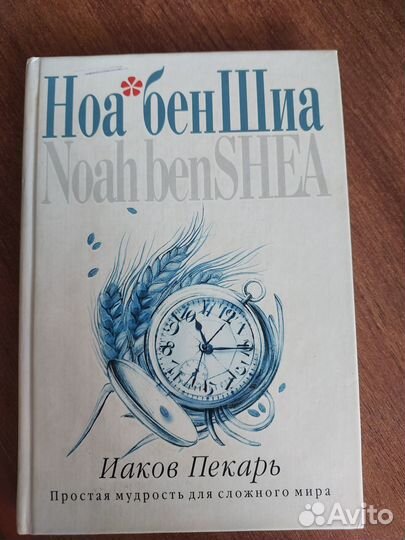 Ноа бен Шиа
Noah benSHEA
Иаков Пекарь
Простая мудрость для сложного мира
Avito